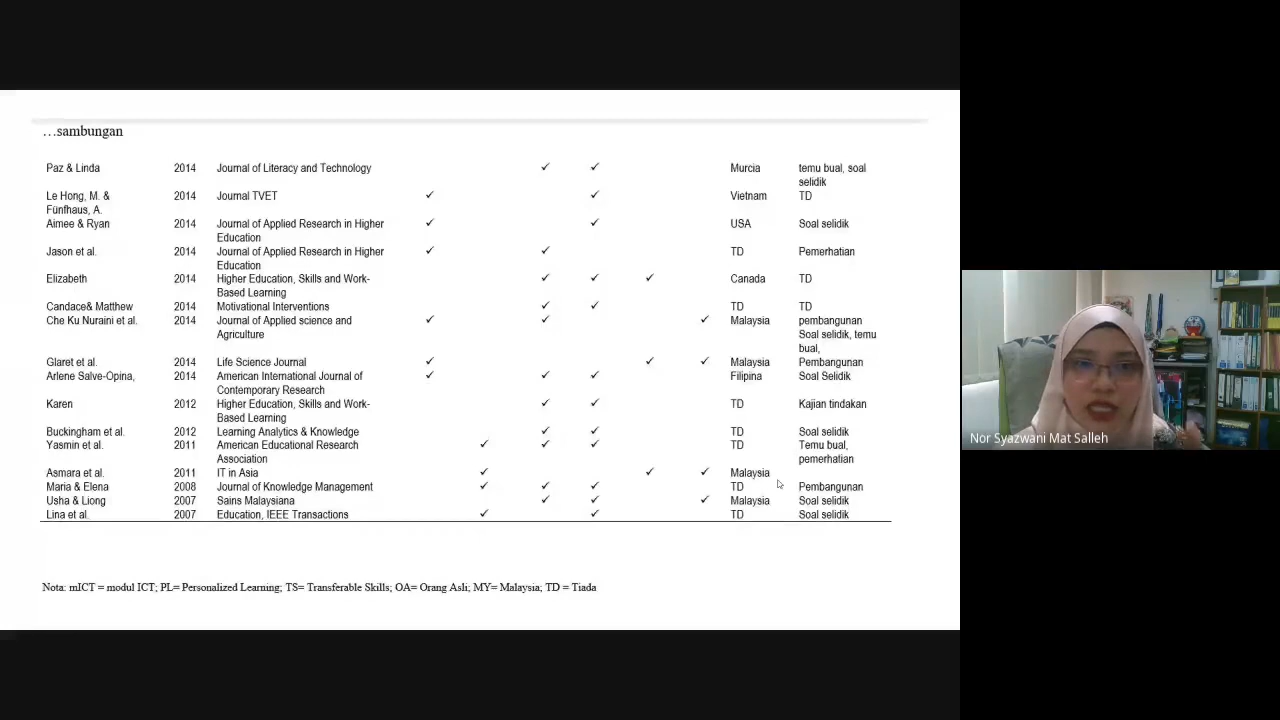 …sambungan
Paz & Linda 2014 Journal of Literacy and Technology ✓ ✓ Murcia temu bual, soal
selidik
Le Hong, M. & 2014 Journal TVET ✓ ✓ Vietnam TD
Fünfhaus, A.
Aimee & Ryan 2014 Journal of Applied Research in Higher ✓ ✓ USA Soal selidik
Education
Jason et al. 2014 Journal of Applied Research in Higher ✓ ✓ TD Pemerhatian
Education
Elizabeth 2014 Higher Education, Skills and Work- ✓ ✓ ✓ Canada TD
Based Learning
Candace& Matthew 2014 Motivational Interventions ✓ ✓ TD TD
Che Ku Nuraini et al. 2014 Journal of Applied science and ✓ ✓ ✓ Malaysia pembangunan
Agriculture Soal selidik, temu
bual,
Glaret et al. 2014 Life Science Journal ✓ ✓ ✓ Malaysia Pembangunan
Arlene Salve-Opina, 2014 American International Journal of ✓ ✓ ✓ Filipina Soal Selidik
Contemporary Research
Karen 2012 Higher Education, Skills and Work- ✓ ✓ TD Kajian tindakan
Based Learning
Buckingham et al. 2012 Learning Analytics & Knowledge ✓ ✓ TD Soal selidik
Yasmin et al. 2011 American Educational Research ✓ ✓ ✓ TD Temu bual,
Association pemerhatian
Asmara et al. 2011 IT in Asia ✓ ✓ ✓ Malaysia
Maria & Elena 2008 Journal of Knowledge Management ✓ ✓ ✓ TD Pembangunan
Usha & Liong 2007 Sains Malaysiana ✓ ✓ ✓ Malaysia Soal selidik
Lina et al. 2007 Education, IEEE Transactions ✓ ✓ TD Soal selidik
Nota: mICT = modul ICT; PL= Personalized Learning; TS= Transferable Skills; OA= Orang Asli; MY= Malaysia; TD = Tiada
Nor Syazwani Mat Salleh